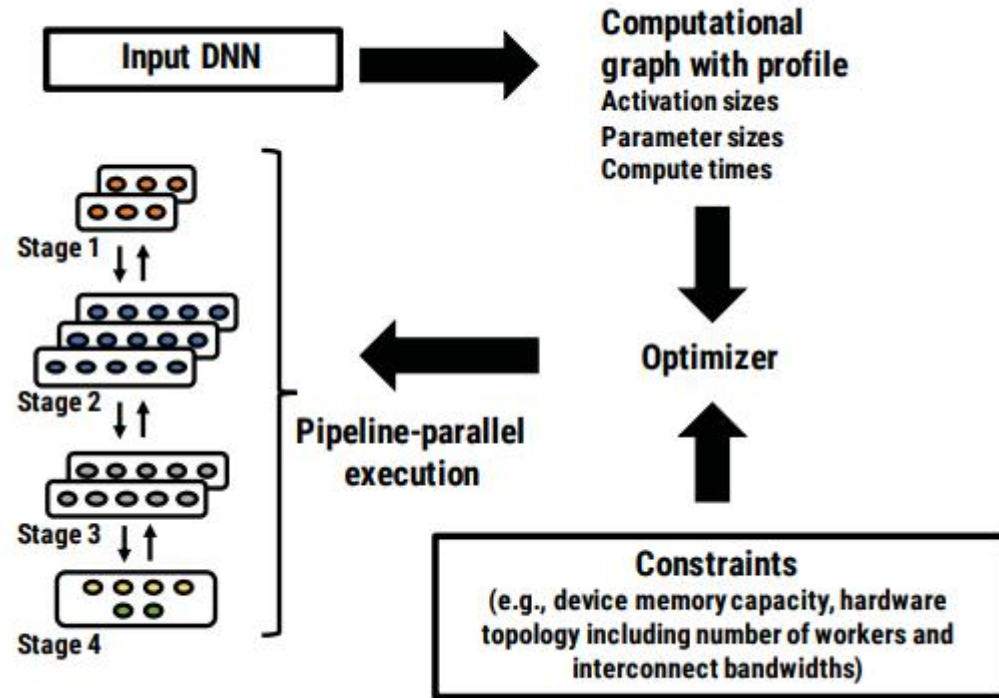 Input DNN
Computational
graph with profile
Activation sizes
Parameter sizes
Compute times
Stage 1
Stage 2
Stage 3
Stage 4
Pipeline-parallel
execution
Optimizer
Constraints
(e.g., device memory capacity, hardware
topology including number of workers and
interconnect bandwidths)